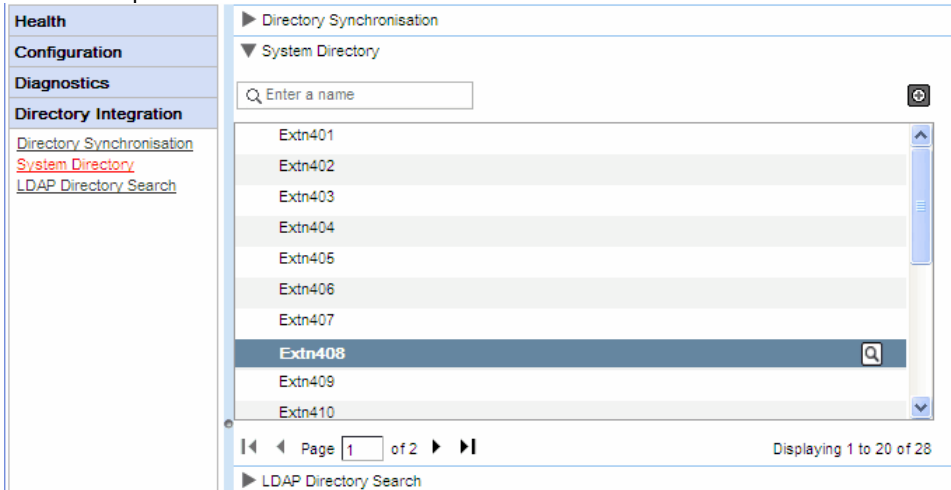 Health
Configuration
Diagnostics
Directory Integration
Directory Synchronisation
System Directory
LDAP Directory Search
Directory Synchronisation
System Directory
Enter a name
Extn401
Extn402
Extn403
Extn404
Extn405
Extn406
Extn407
Extn408
Extn409
Extn410
Page 1 of 2 Displaying 1 to 20 of 28
LDAP Directory Search